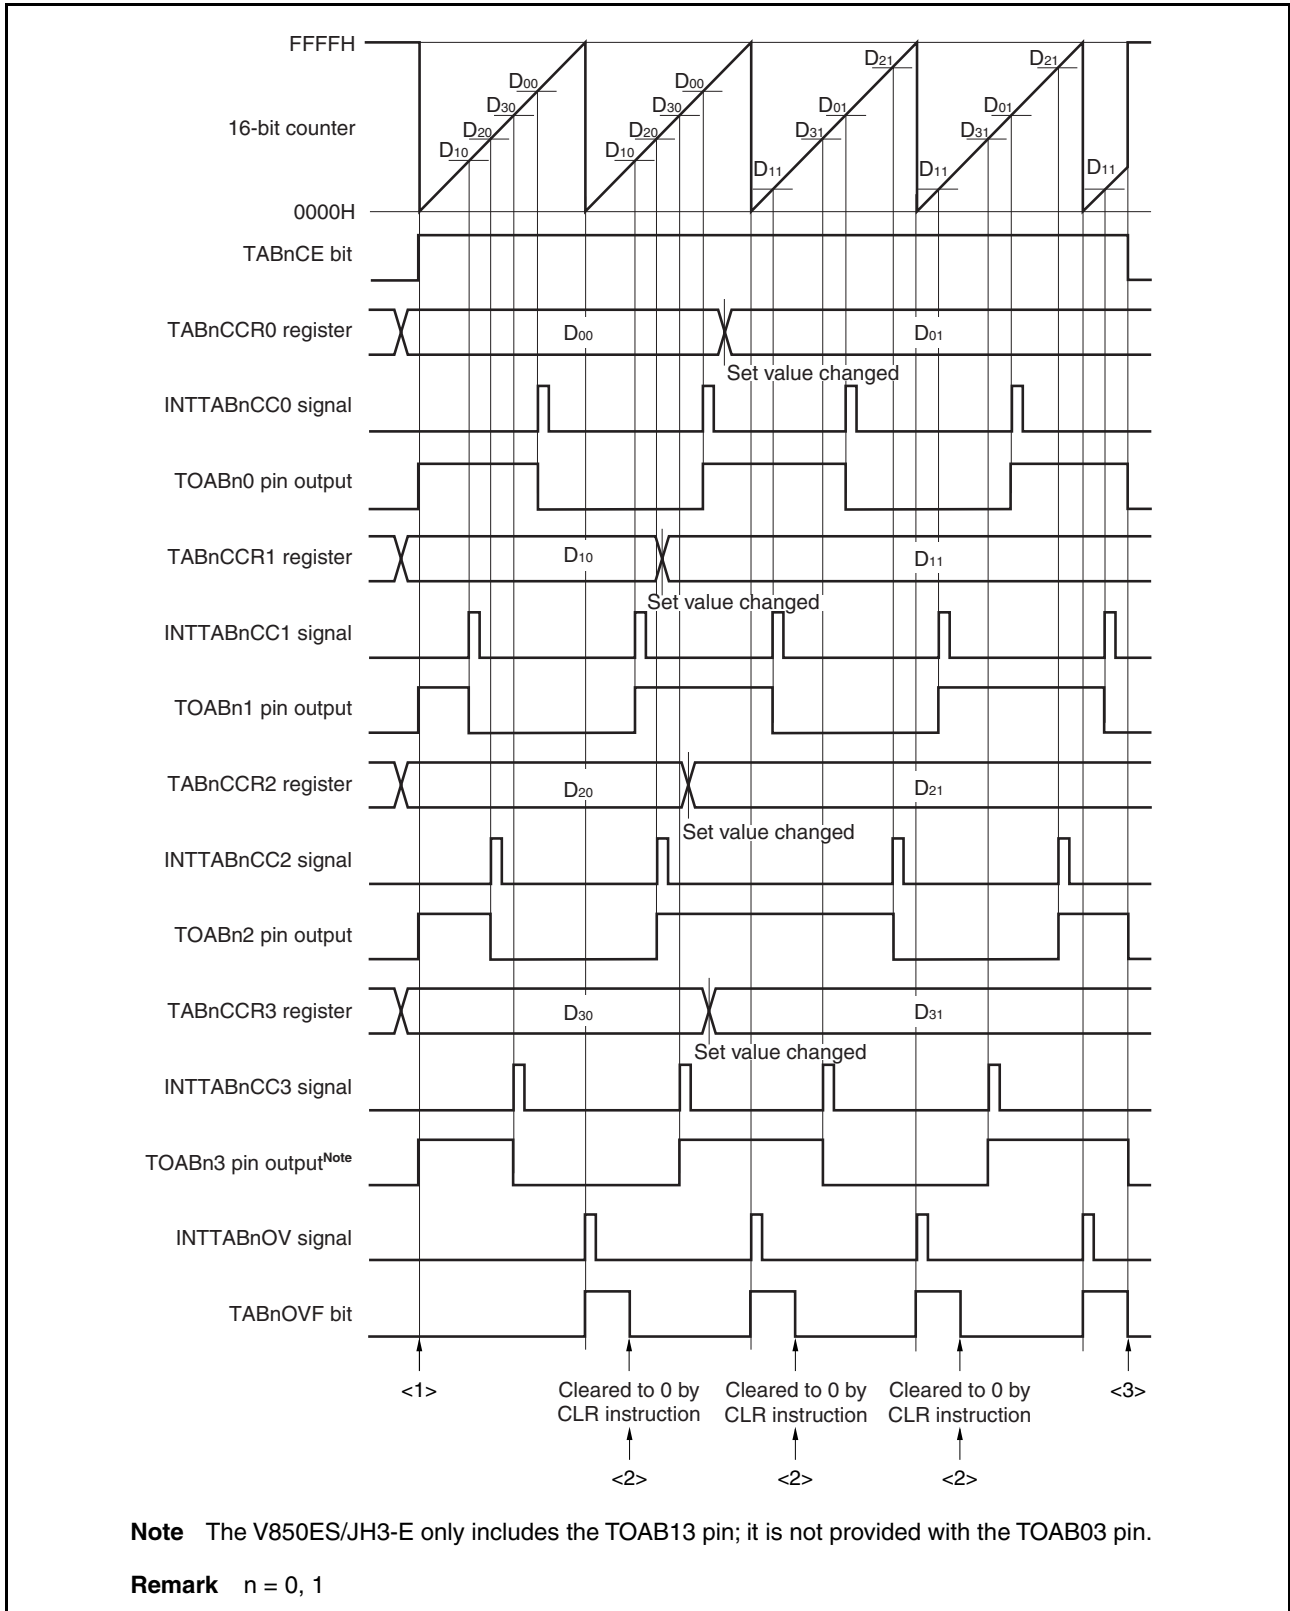 FFFFH
D21 D21
D00 D00
D30 D30 D01 D01
16-bit counter
D20 D20 D31 D31
D10 D10
D11 D11 D11
0000H
TABnCE bit
TABnCCR0 register
D00 D01
Set value changed
INTTABnCC0 signal
TOABn0 pin output
TABnCCR1 register
D10 D11
Set value changed
INTTABnCC1 signal
TOABn1 pin output
TABnCCR2 register
D20 D21
Set value changed
INTTABnCC2 signal
TOABn2 pin output
TABnCCR3 register
D30 D31
Set value changed
INTTABnCC3 signal
TOABn3 pin outputNote
INTTABnOV signal
TABnOVF bit
<1>
Cleared to 0 by
CLR instruction
Cleared to 0 by
CLR instruction
Cleared to 0 by
CLR instruction
<3>
<2> <2> <2>
Note The V850ES/JH3-E only includes the TOAB13 pin; it is not provided with the TOAB03 pin.
Remark n = 0, 1